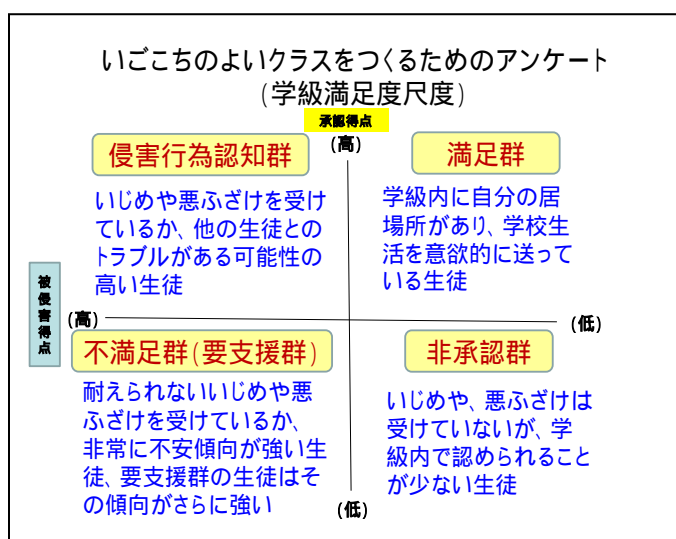 いごこちのよいクラスをつくるためのアンケート
(学級満足度尺度)
承認得点
(高)
侵害行為認知群
いじめや悪ふざけを受け
ているか、他の生徒との
トラブルがある可能性の
高い生徒
満足群
学級内に自分の居
場所があり、学校生
活を意欲的に送って
いる生徒
被侵害得点
(高)
(低)
不満足群(要支援群)
耐えられないいじめや悪
ふざけを受けているか、
非常に不安傾向が強い生
徒、要支援群の生徒はそ
の傾向がさらに強い
非承認群
いじめや、悪ふざけは
受けていないが、学
級内で認められること
が少ない生徒
(低)